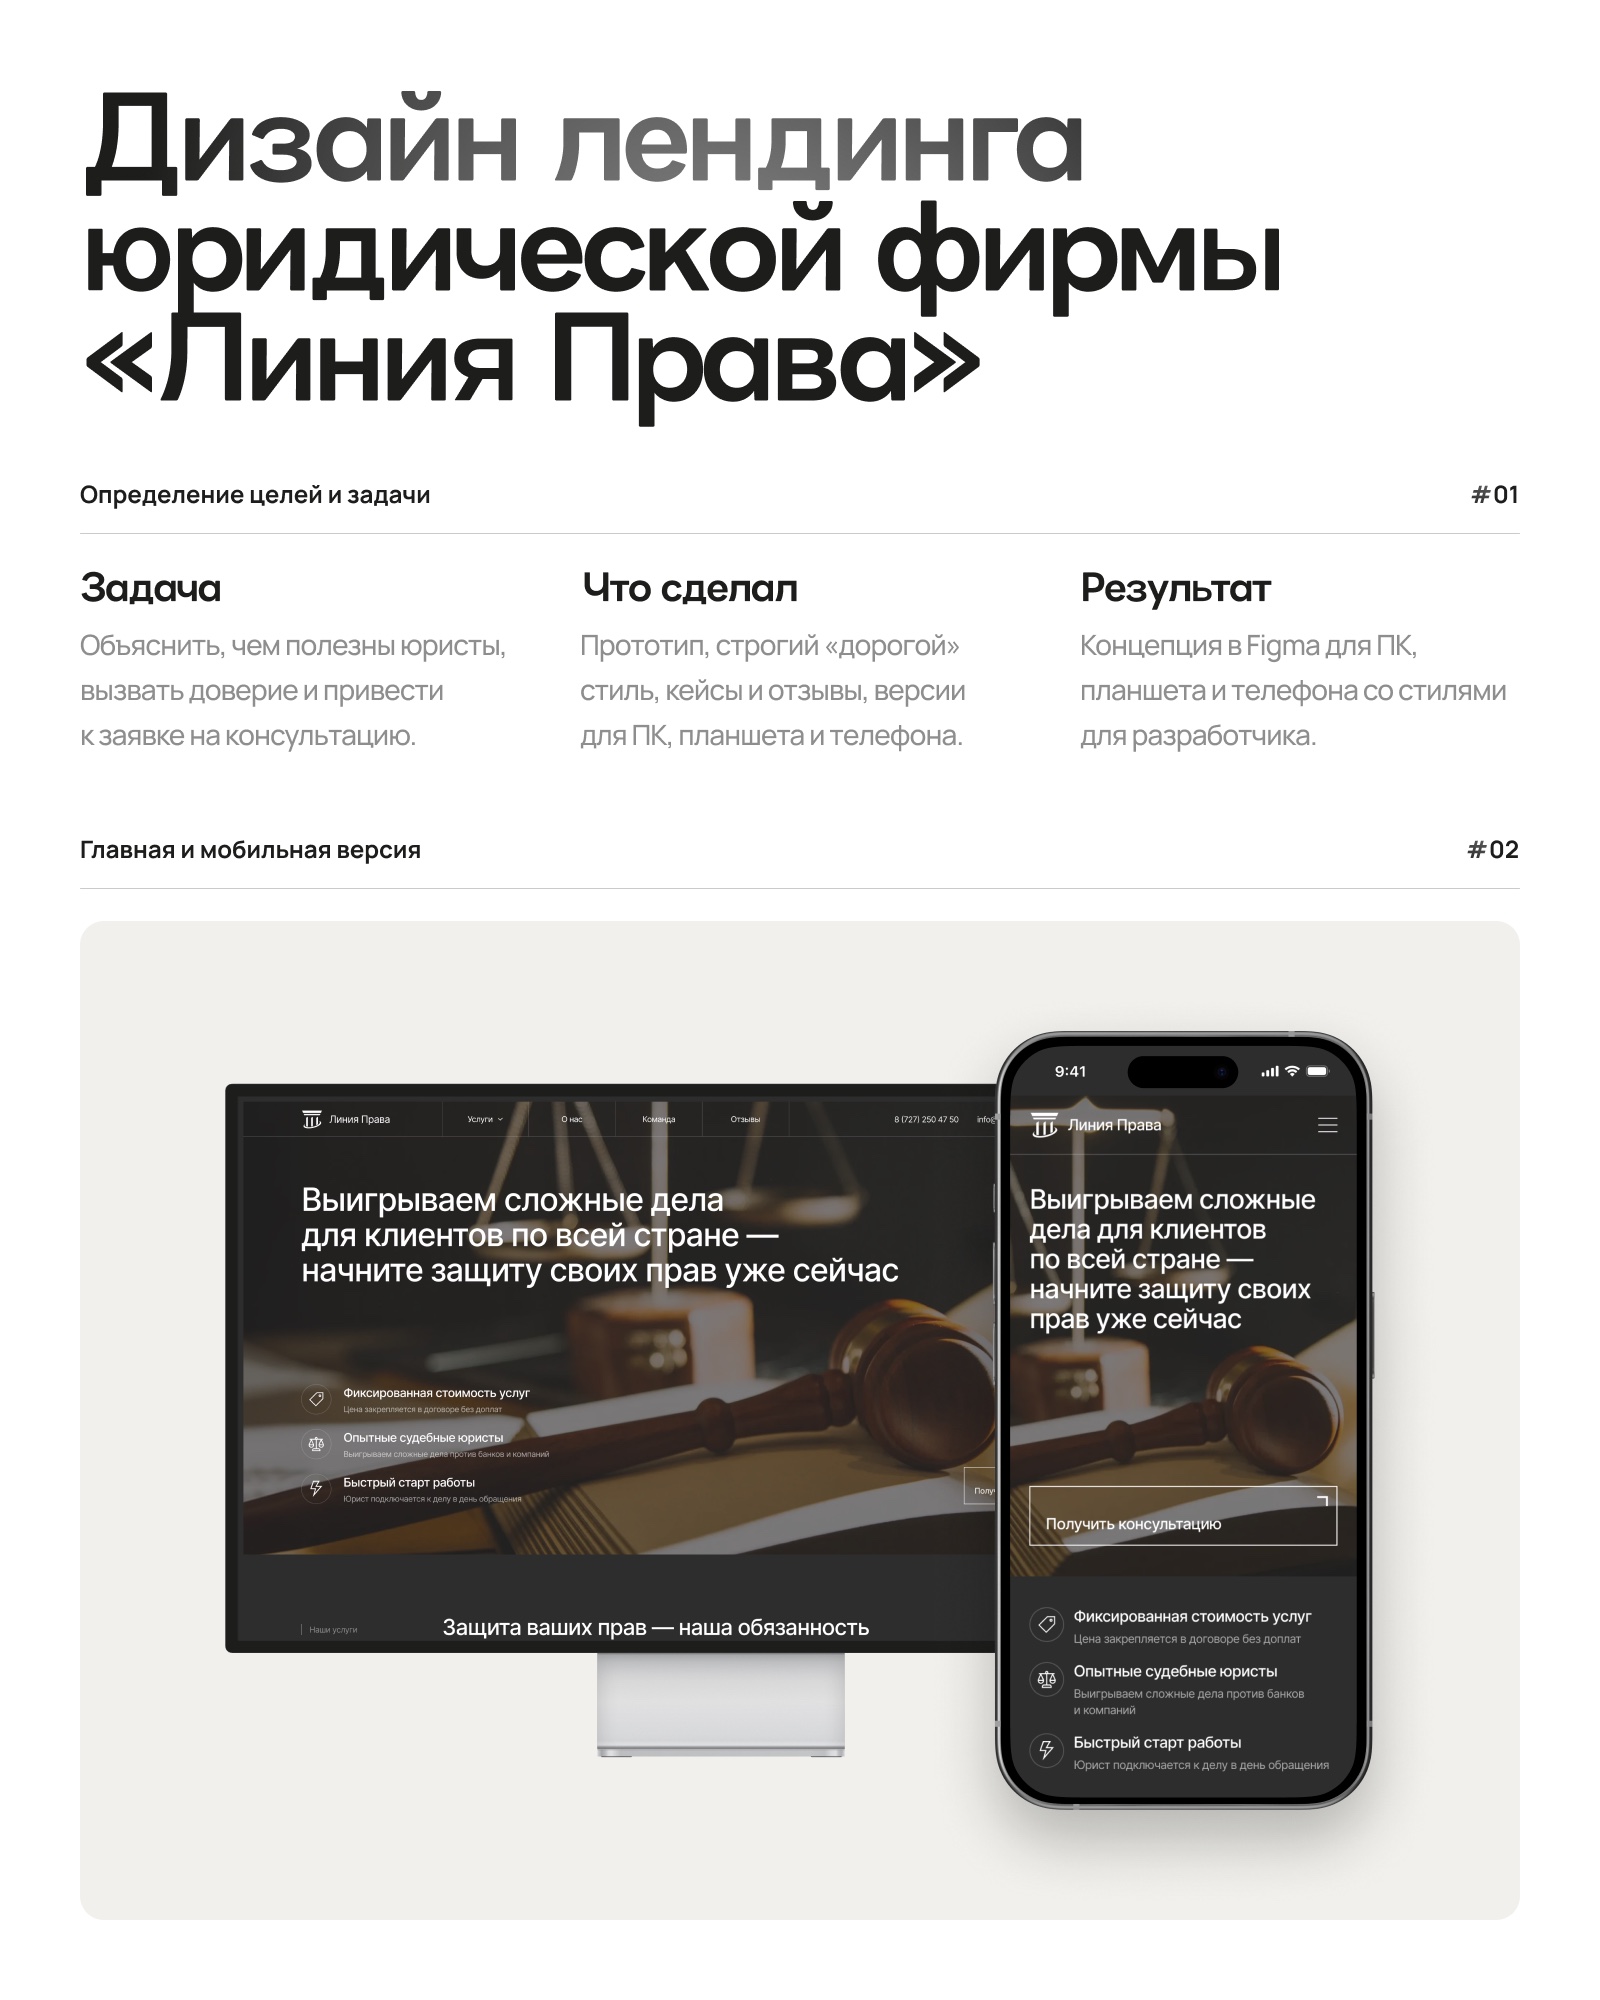 Дизайн лендинга
юридической фирмы
«Линия Права»
Определение целей и задачи
#01
Задача
Объяснить, чем полезны юристы,
вызвать доверие и привести
к заявке на консультацию.
Что сделал
Прототип, строгий «дорогой»
стиль, кейсы и отзывы, версии
для ПК, планшета и телефона.
Результат
Концепция в Figma для ПК,
планшета и телефона со стилями
для разработчика.
Главная и мобильная версия
#02
Линия Права
Услуги
О нас
Команда
Отзывы
8 (727) 250 47 50
Выигрываем сложные дела
для клиентов по всей стране —
начните защиту своих прав уже сейчас
Фиксированная стоимость услуг
Цена закрепляется в договоре без доплат
Опытные судебные юристы
Выигрываем сложные дела против банков и компаний
Быстрый старт работы
Юрист подключается к делу в день обращения
Наши услуги
Защита ваших прав — наша обязанность
9:41
Линия Права
Выигрываем сложные
дела для клиентов
по всей стране —
начните защиту своих
прав уже сейчас
Получить консультацию
Фиксированная стоимость услуг
Цена закрепляется в договоре без доплат
Опытные судебные юристы
Выигрываем сложные дела против банков
и компаний
Быстрый старт работы
Юрист подключается к делу в день обращения